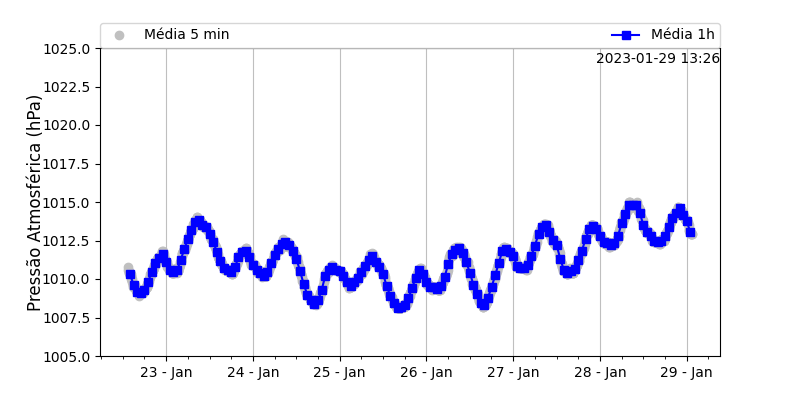 Média 5 min
Média 1h
2023-01-29 13:26
Pressão Atmosférica (hPa)
1025.0
1022.5
1020.0
1017.5
1015.0
1012.5
1010.0
1007.5
1005.0
23 - Jan
24 - Jan
25 - Jan
26 - Jan
27 - Jan
28 - Jan
29 - Jan